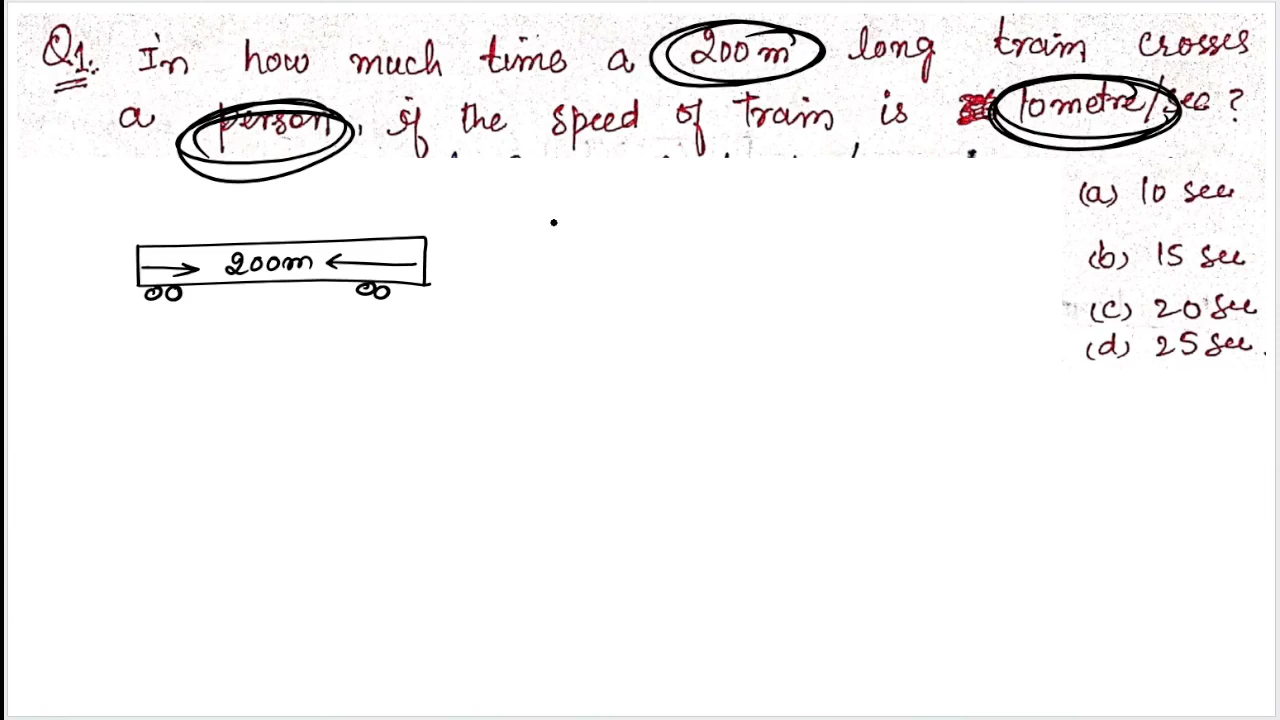 Q1. In how much time a 200m long train crosses
a person, if the speed of train is 10metre/sec ?
(a) 10 sec
(b) 15 sec
(c) 20 sec
(d) 25 sec.
200m